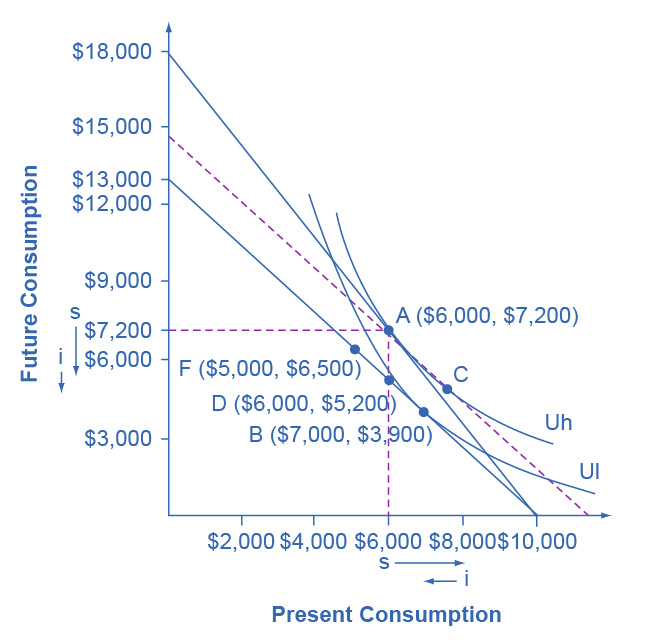 $18,000
$15,000
$13,000
$12,000
$9,000
$7,200
$6,000
$3,000
Future Consumption
s
i
A ($6,000, $7,200)
F ($5,000, $6,500)
C
D ($6,000, $5,200)
B ($7,000, $3,900)
Uh
Ul
$2,000 $4,000 $6,000 $8,000 $10,000
s
i
Present Consumption